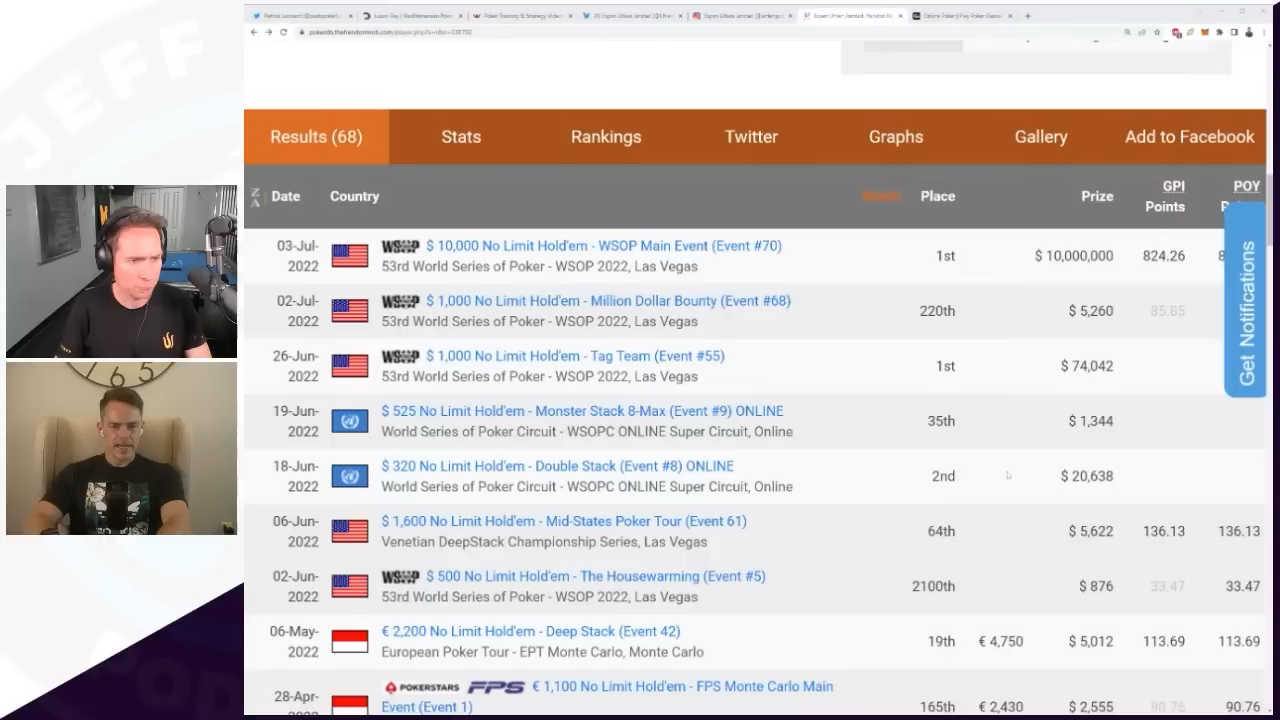 pokerdb.thehendonmob.com/player.php?a=r&n=
Results (68)
Stats
Rankings
Twitter
Graphs
Gallery
Add to Facebook
Date
Country
Place
Prize
GPI
Points
POY
03-Jul-
2022
WSOP
$ 10,000 No Limit Hold'em - WSOP Main Event (Event #70)
53rd World Series of Poker - WSOP 2022, Las Vegas
1st
$ 10,000,000
824.26
02-Jul-
2022
WSOP
$ 1,000 No Limit Hold'em - Million Dollar Bounty (Event #68)
53rd World Series of Poker - WSOP 2022, Las Vegas
220th
$ 5,260
85.85
26-Jun-
2022
WSOP
$ 1,000 No Limit Hold'em - Tag Team (Event #55)
53rd World Series of Poker - WSOP 2022, Las Vegas
1st
$ 74,042
19-Jun-
2022
$ 525 No Limit Hold'em - Monster Stack 8-Max (Event #9) ONLINE
World Series of Poker Circuit - WSOPC ONLINE Super Circuit, Online
35th
$ 1,344
18-Jun-
2022
$ 320 No Limit Hold'em - Double Stack (Event #8) ONLINE
World Series of Poker Circuit - WSOPC ONLINE Super Circuit, Online
2nd
$ 20,638
06-Jun-
2022
$ 1,600 No Limit Hold'em - Mid-States Poker Tour (Event 61)
Venetian DeepStack Championship Series, Las Vegas
64th
$ 5,622
136.13
136.13
02-Jun-
2022
WSOP
$ 500 No Limit Hold'em - The Housewarming (Event #5)
53rd World Series of Poker - WSOP 2022, Las Vegas
2100th
$ 876
33.47
33.47
06-May-
2022
€ 2,200 No Limit Hold'em - Deep Stack (Event 42)
European Poker Tour - EPT Monte Carlo, Monte Carlo
19th
€ 4,750
$ 5,012
113.69
113.69
28-Apr-
POKERSTARS FPS
€ 1,100 No Limit Hold'em - FPS Monte Carlo Main
Event (Event 1)
165th
€ 2,430
$ 2,555
90.76
90.76
Get Notifications
JEFF